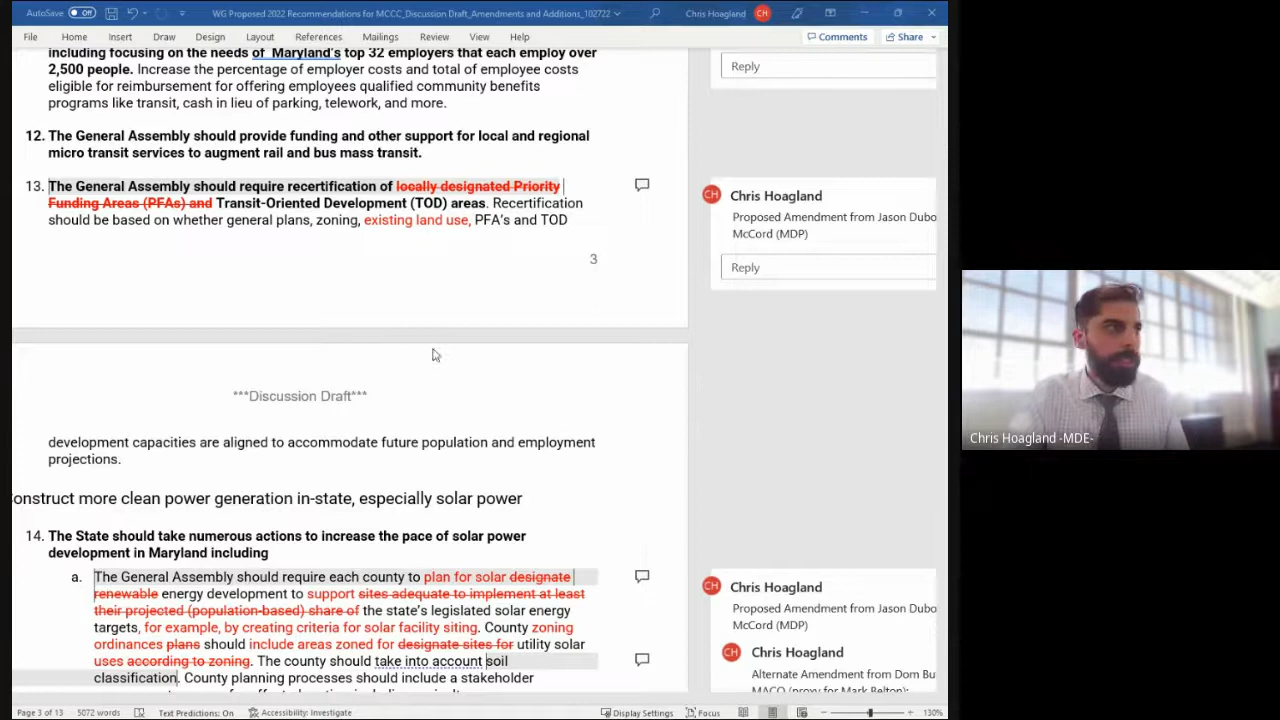 AutoSave Off WG Proposed 2022 Recommendations for MCCC_Discussion Draft_Amendments and Additions_102722 Chris Hoagland CH
File Home Insert Draw Design Layout References Mailings Review View Help Comments Share
including focusing on the needs of Maryland's top 32 employers that each employ over
2,500 people. Increase the percentage of employer costs and total of employee costs
eligible for reimbursement for offering employees qualified community benefits
programs like transit, cash in lieu of parking, telework, and more.
12. The General Assembly should provide funding and other support for local and regional
micro transit services to augment rail and bus mass transit.
13. The General Assembly should require recertification of locally designated Priority
Funding Areas (PFAs) and Transit-Oriented Development (TOD) areas. Recertification
should be based on whether general plans, zoning, existing land use, PFA's and TOD
3
***Discussion Draft***
development capacities are aligned to accommodate future population and employment
projections.
onstruct more clean power generation in-state, especially solar power
14. The State should take numerous actions to increase the pace of solar power
development in Maryland including
a. The General Assembly should require each county to plan for solar designate
renewable energy development to support sites adequate to implement at least
their projected (population-based) share of the state's legislated solar energy
targets, for example, by creating criteria for solar facility siting. County zoning
ordinances plans should include areas zoned for designate sites for utility solar
uses according to zoning. The county should take into account soil
classification. County planning processes should include a stakeholder
Reply
CH Chris Hoagland
Proposed Amendment from Jason Dubo
McCord (MDP)
Reply
CH Chris Hoagland
Proposed Amendment from Jason Dubo
McCord (MDP)
CH Chris Hoagland
Alternate Amendment from Dom Bu
MACO (proxy for Mark Belton):
Chris Hoagland -MDE-
Page 3 of 13 5072 words Text Predictions: On Accessibility: Investigate Display Settings Focus 130%